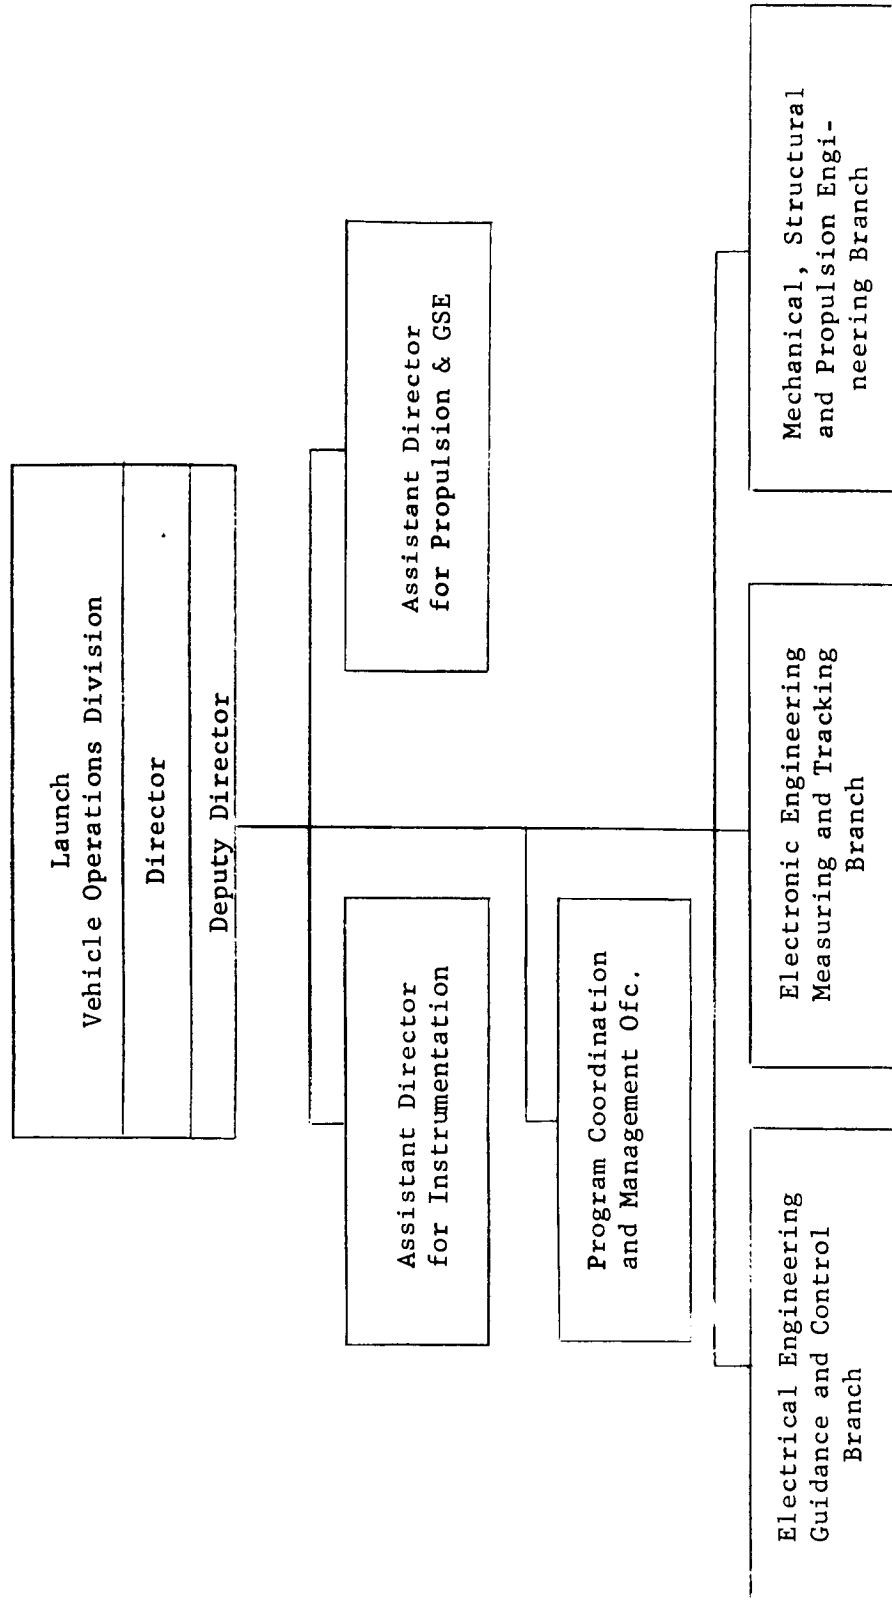 Launch
Vehicle Operations Division
Director
Deputy Director
Assistant Director
for Instrumentation
Assistant Director
for Propulsion & GSE
Program Coordination
and Management Ofc.
Electrical Engineering
Guidance and Control
Branch
Electronic Engineering
Measuring and Tracking
Branch
Mechanical, Structural
and Propulsion Engi-
neering Branch